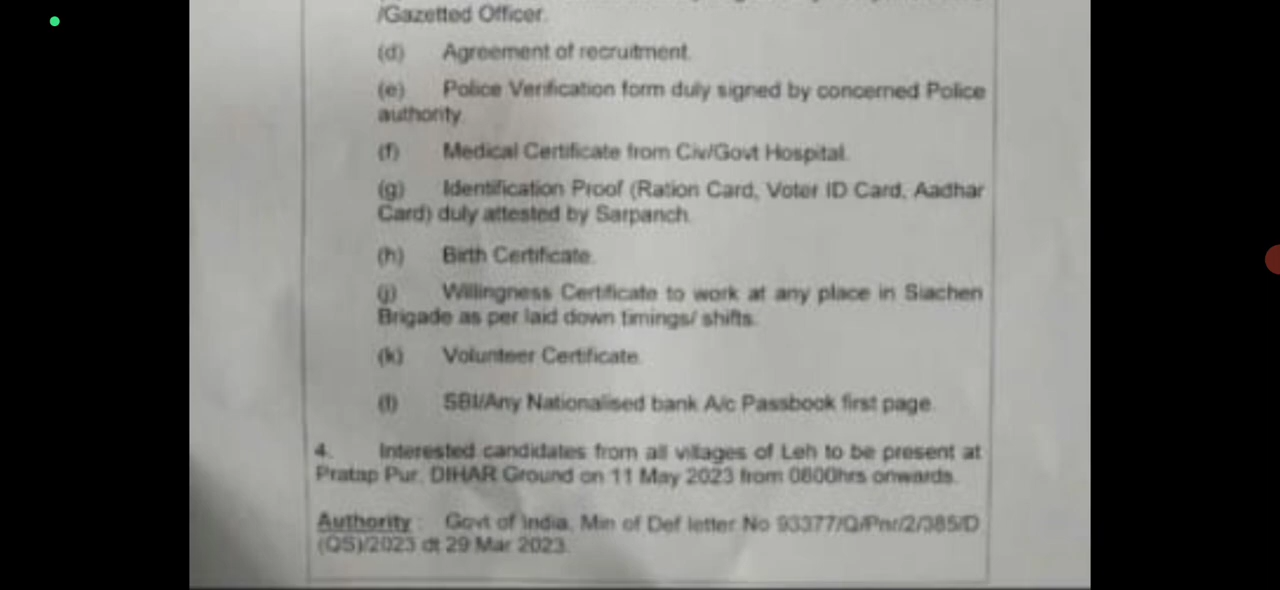 /Gazetted Officer.
(d) Agreement of recruitment.
(e) Police Verification form duly signed by concerned Police
authority.
(f) Medical Certificate from Civ/Govt Hospital.
(g) Identification Proof (Ration Card, Voter ID Card, Aadhar
Card) duly attested by Sarpanch.
(h) Birth Certificate.
(j) Willingness Certificate to work at any place in Siachen
Brigade as per laid down timings/ shifts.
(k) Volunteer Certificate.
(l) SBI/Any Nationalised bank A/c Passbook first page.
4. Interested candidates from all villages of Leh to be present at
Pratap Pur, DIHAR Ground on 11 May 2023 from onwards.
Authority : Govt of India, Min of Def letter No
(QS)/2023 dt 29 Mar 2023.